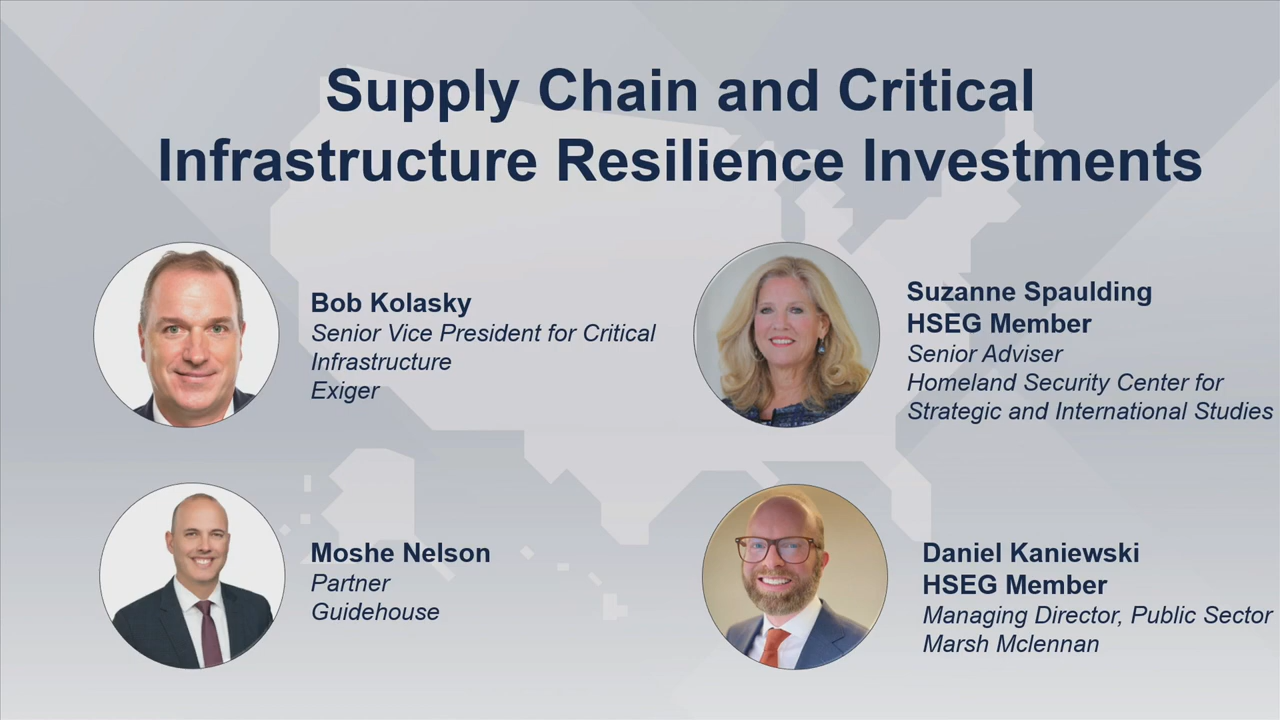 Supply Chain and Critical
Infrastructure Resilience Investments
Bob Kolasky
Senior Vice President for Critical
Infrastructure
Exiger
Suzanne Spaulding
HSEG Member
Senior Adviser
Homeland Security Center for
Strategic and International Studies
Moshe Nelson
Partner
Guidehouse
Daniel Kaniewski
HSEG Member
Managing Director, Public Sector
Marsh Mclennan